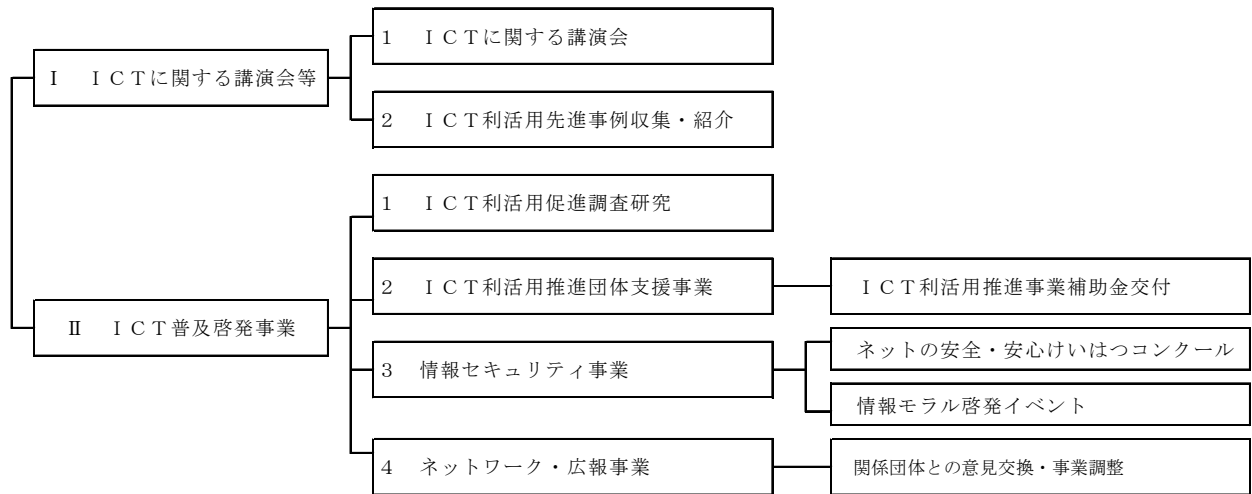 Ⅰ　ＩＣＴに関する講演会等
1　ＩＣＴに関する講演会
2　ＩＣＴ利活用先進事例収集・紹介
Ⅱ　ＩＣＴ普及啓発事業
1　ＩＣＴ利活用促進調査研究
2　ＩＣＴ利活用推進団体支援事業
ＩＣＴ利活用推進事業補助金交付
3　情報セキュリティ事業
ネットの安全・安心けいはつコンクール
情報モラル啓発イベント
4　ネットワーク・広報事業
関係団体との意見交換・事業調整